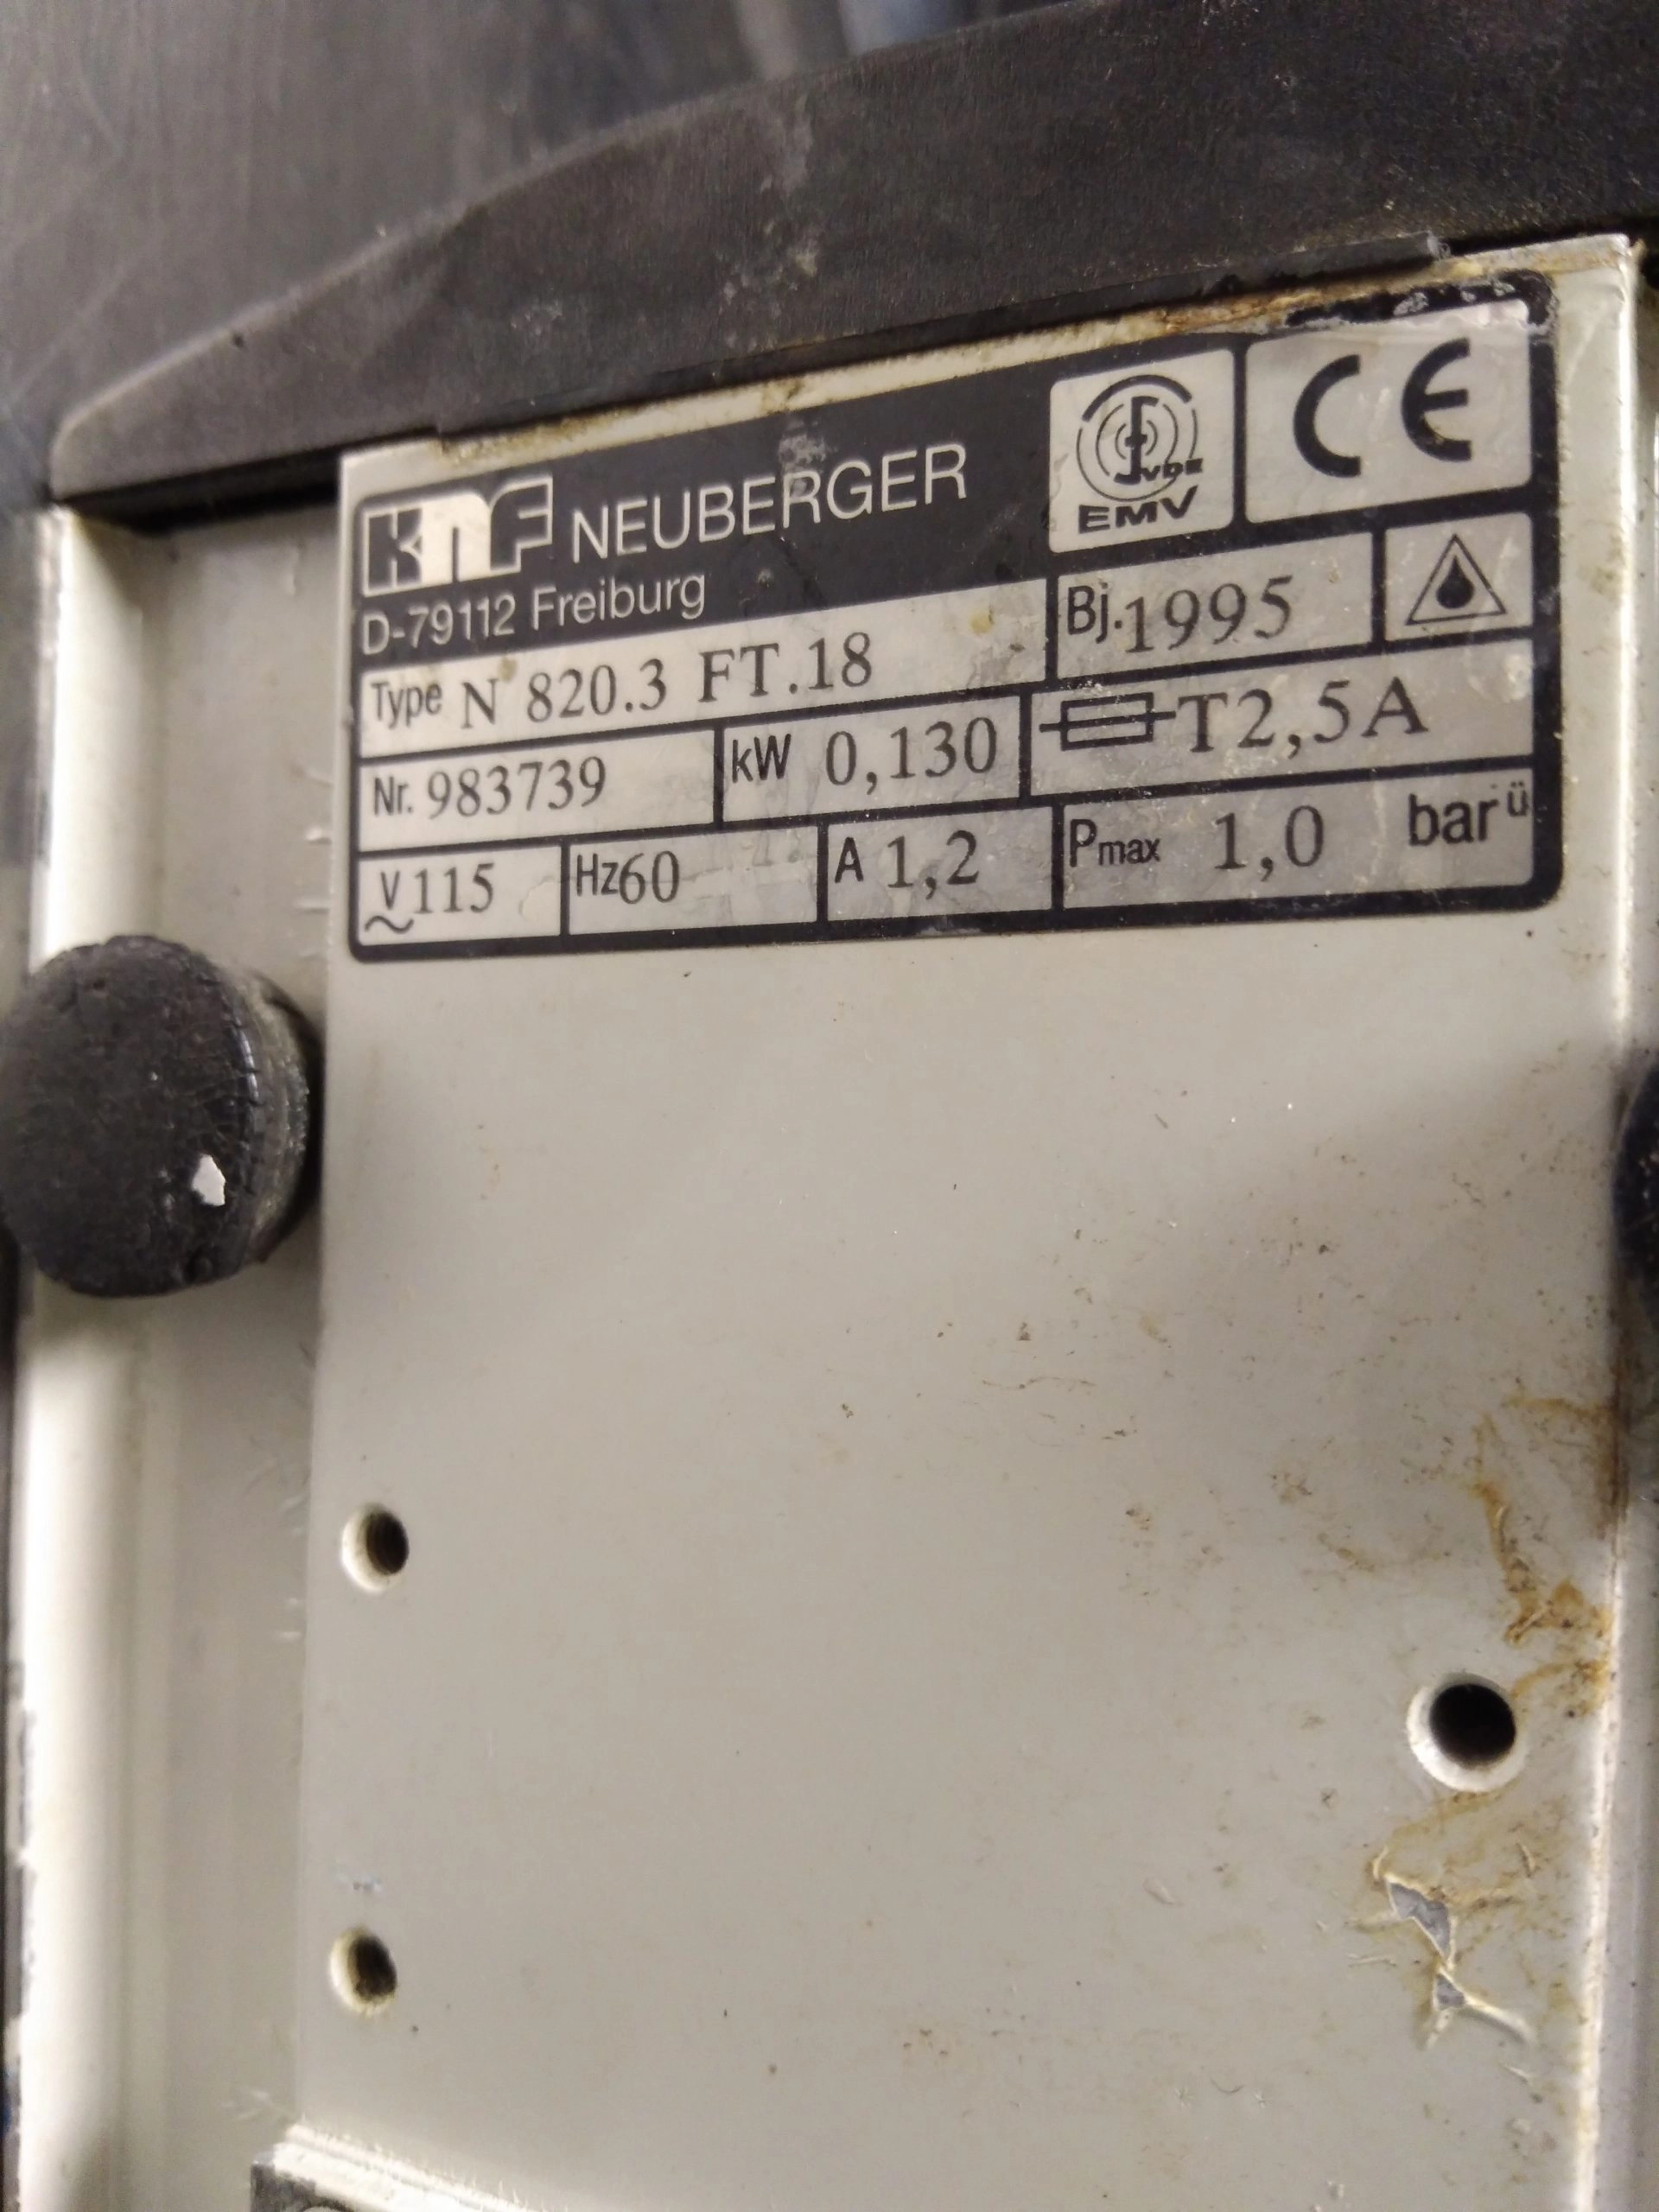 KNF NEUBERGER
D-79112 Freiburg
VDE
EMV
CE
Type N 820.3 FT.18
Bj. 1995
Nr. 983739
kW 0,130
T2,5A
V 115
Hz 60
A 1,2
Pmax 1,0 barü